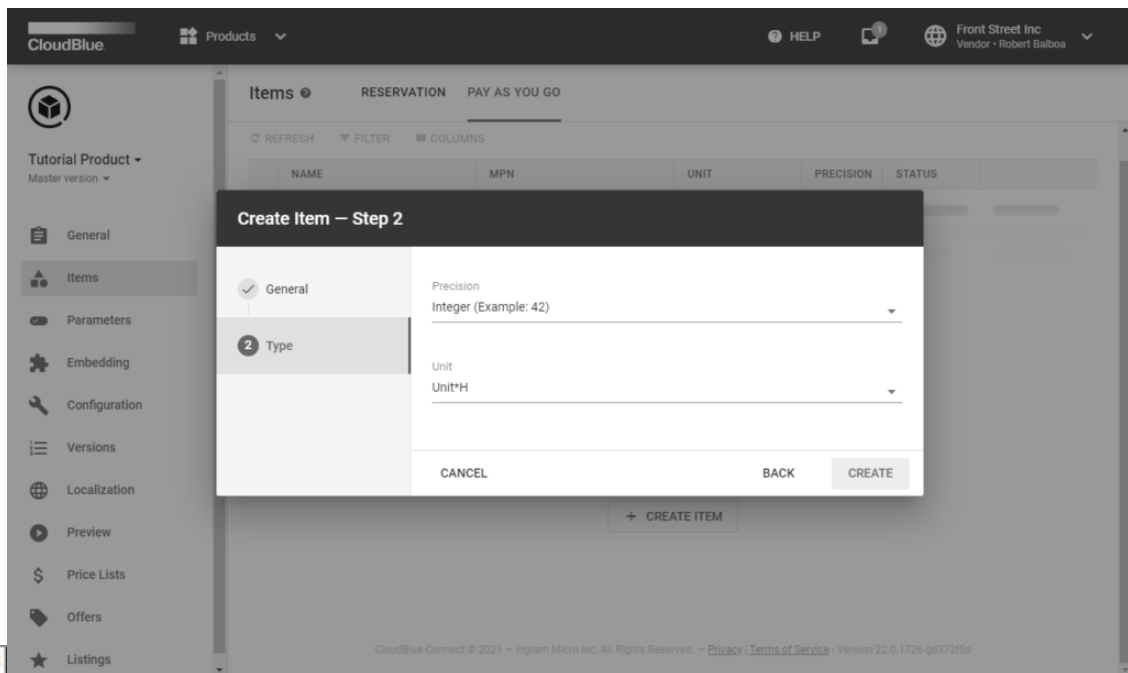 CloudBlue
Products
HELP
1
Front Street Inc
Vendor • Robert Balboa
Tutorial Product
Master version
General
Items
Parameters
Embedding
Configuration
Versions
Localization
Preview
Price Lists
Offers
Listings
Items
RESERVATION PAY AS YOU GO
REFRESH FILTER COLUMNS
NAME MPN UNIT PRECISION STATUS
Create Item — Step 2
General
2 Type
Precision
Integer (Example: 42)
Unit
Unit*H
CANCEL BACK CREATE
+ CREATE ITEM
CloudBlue Connect © 2021 — Ingram Micro Inc. All Rights Reserved. — Privacy | Terms of Service - Version 22.0.1726-gd372f5d